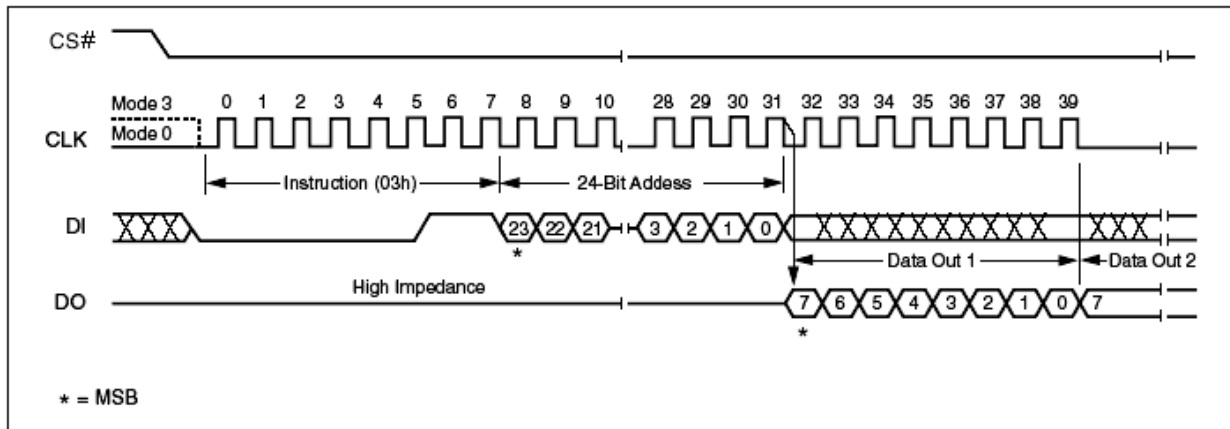 CS#
Mode 3 0 1 2 3 4 5 6 7 8 9 10 28 29 30 31 32 33 34 35 36 37 38 39
CLK Mode 0
Instruction (03h) 24-Bit Addess
DI 23 22 21 3 2 1 0
* Data Out 1 Data Out 2
High Impedance
DO 7 6 5 4 3 2 1 0 7
*
* = MSB